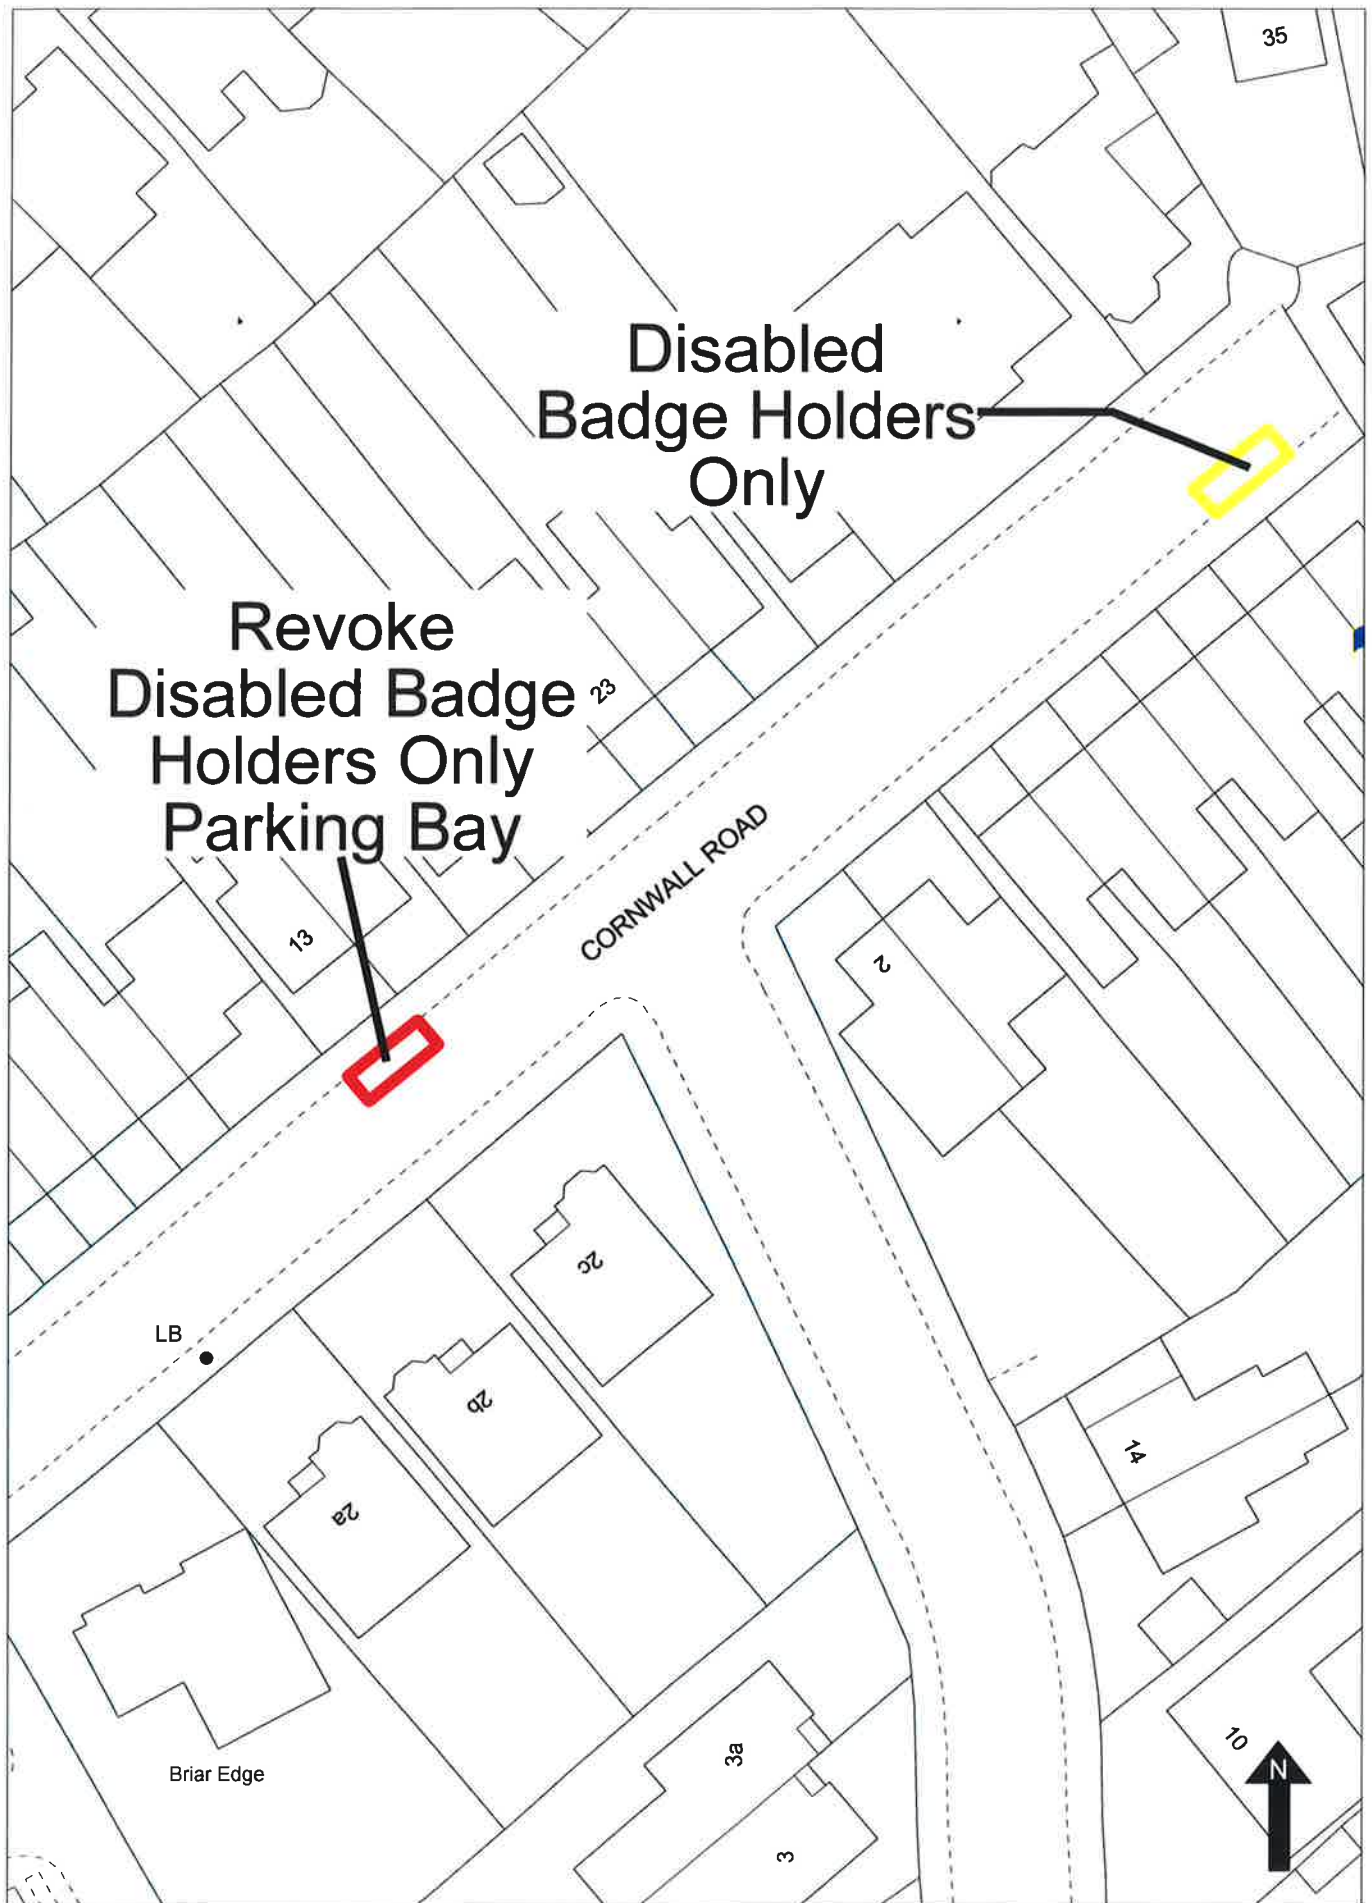 35
Disabled
Badge Holders
Only
Revoke
Disabled Badge
Holders Only
Parking Bay
23
CORNWALL ROAD
13
2
2c
LB
2b
14
2a
10
3a
Briar Edge
N
3